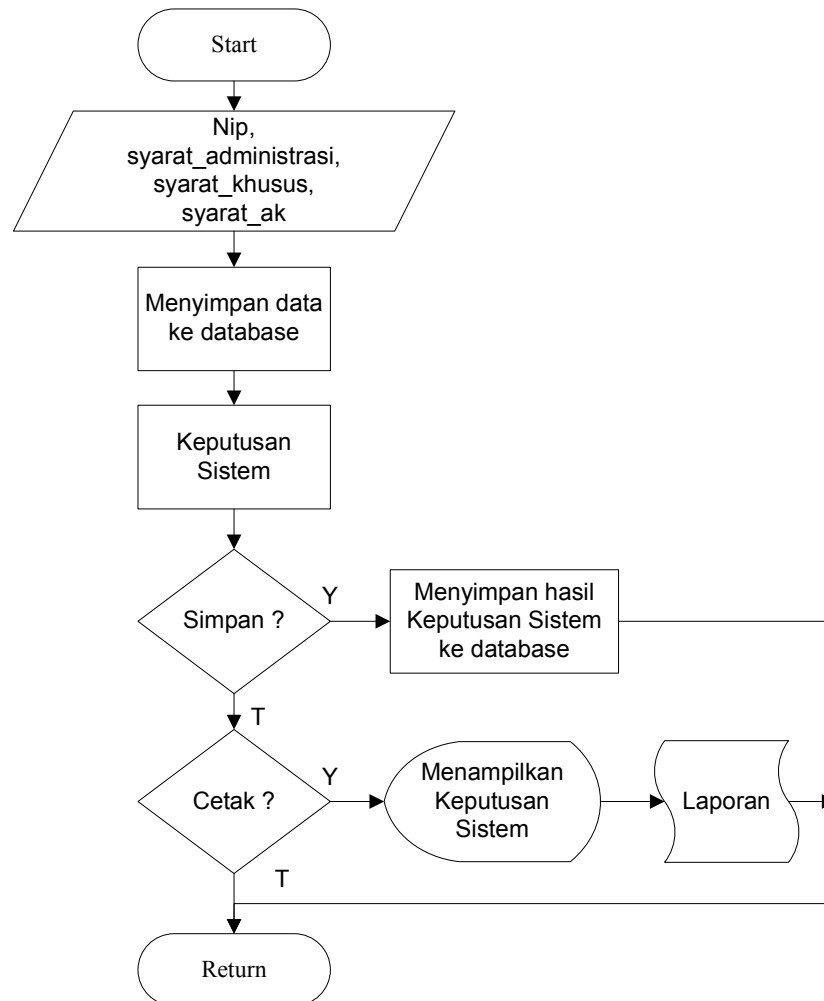 Start
Nip,
syarat_administrasi,
syarat_khusus,
syarat_ak
Menyimpan data
ke database
Keputusan
Sistem
Simpan ?
Y
Menyimpan hasil
Keputusan Sistem
ke database
T
Cetak ?
Y
Menampilkan
Keputusan
Sistem
Laporan
T
Return